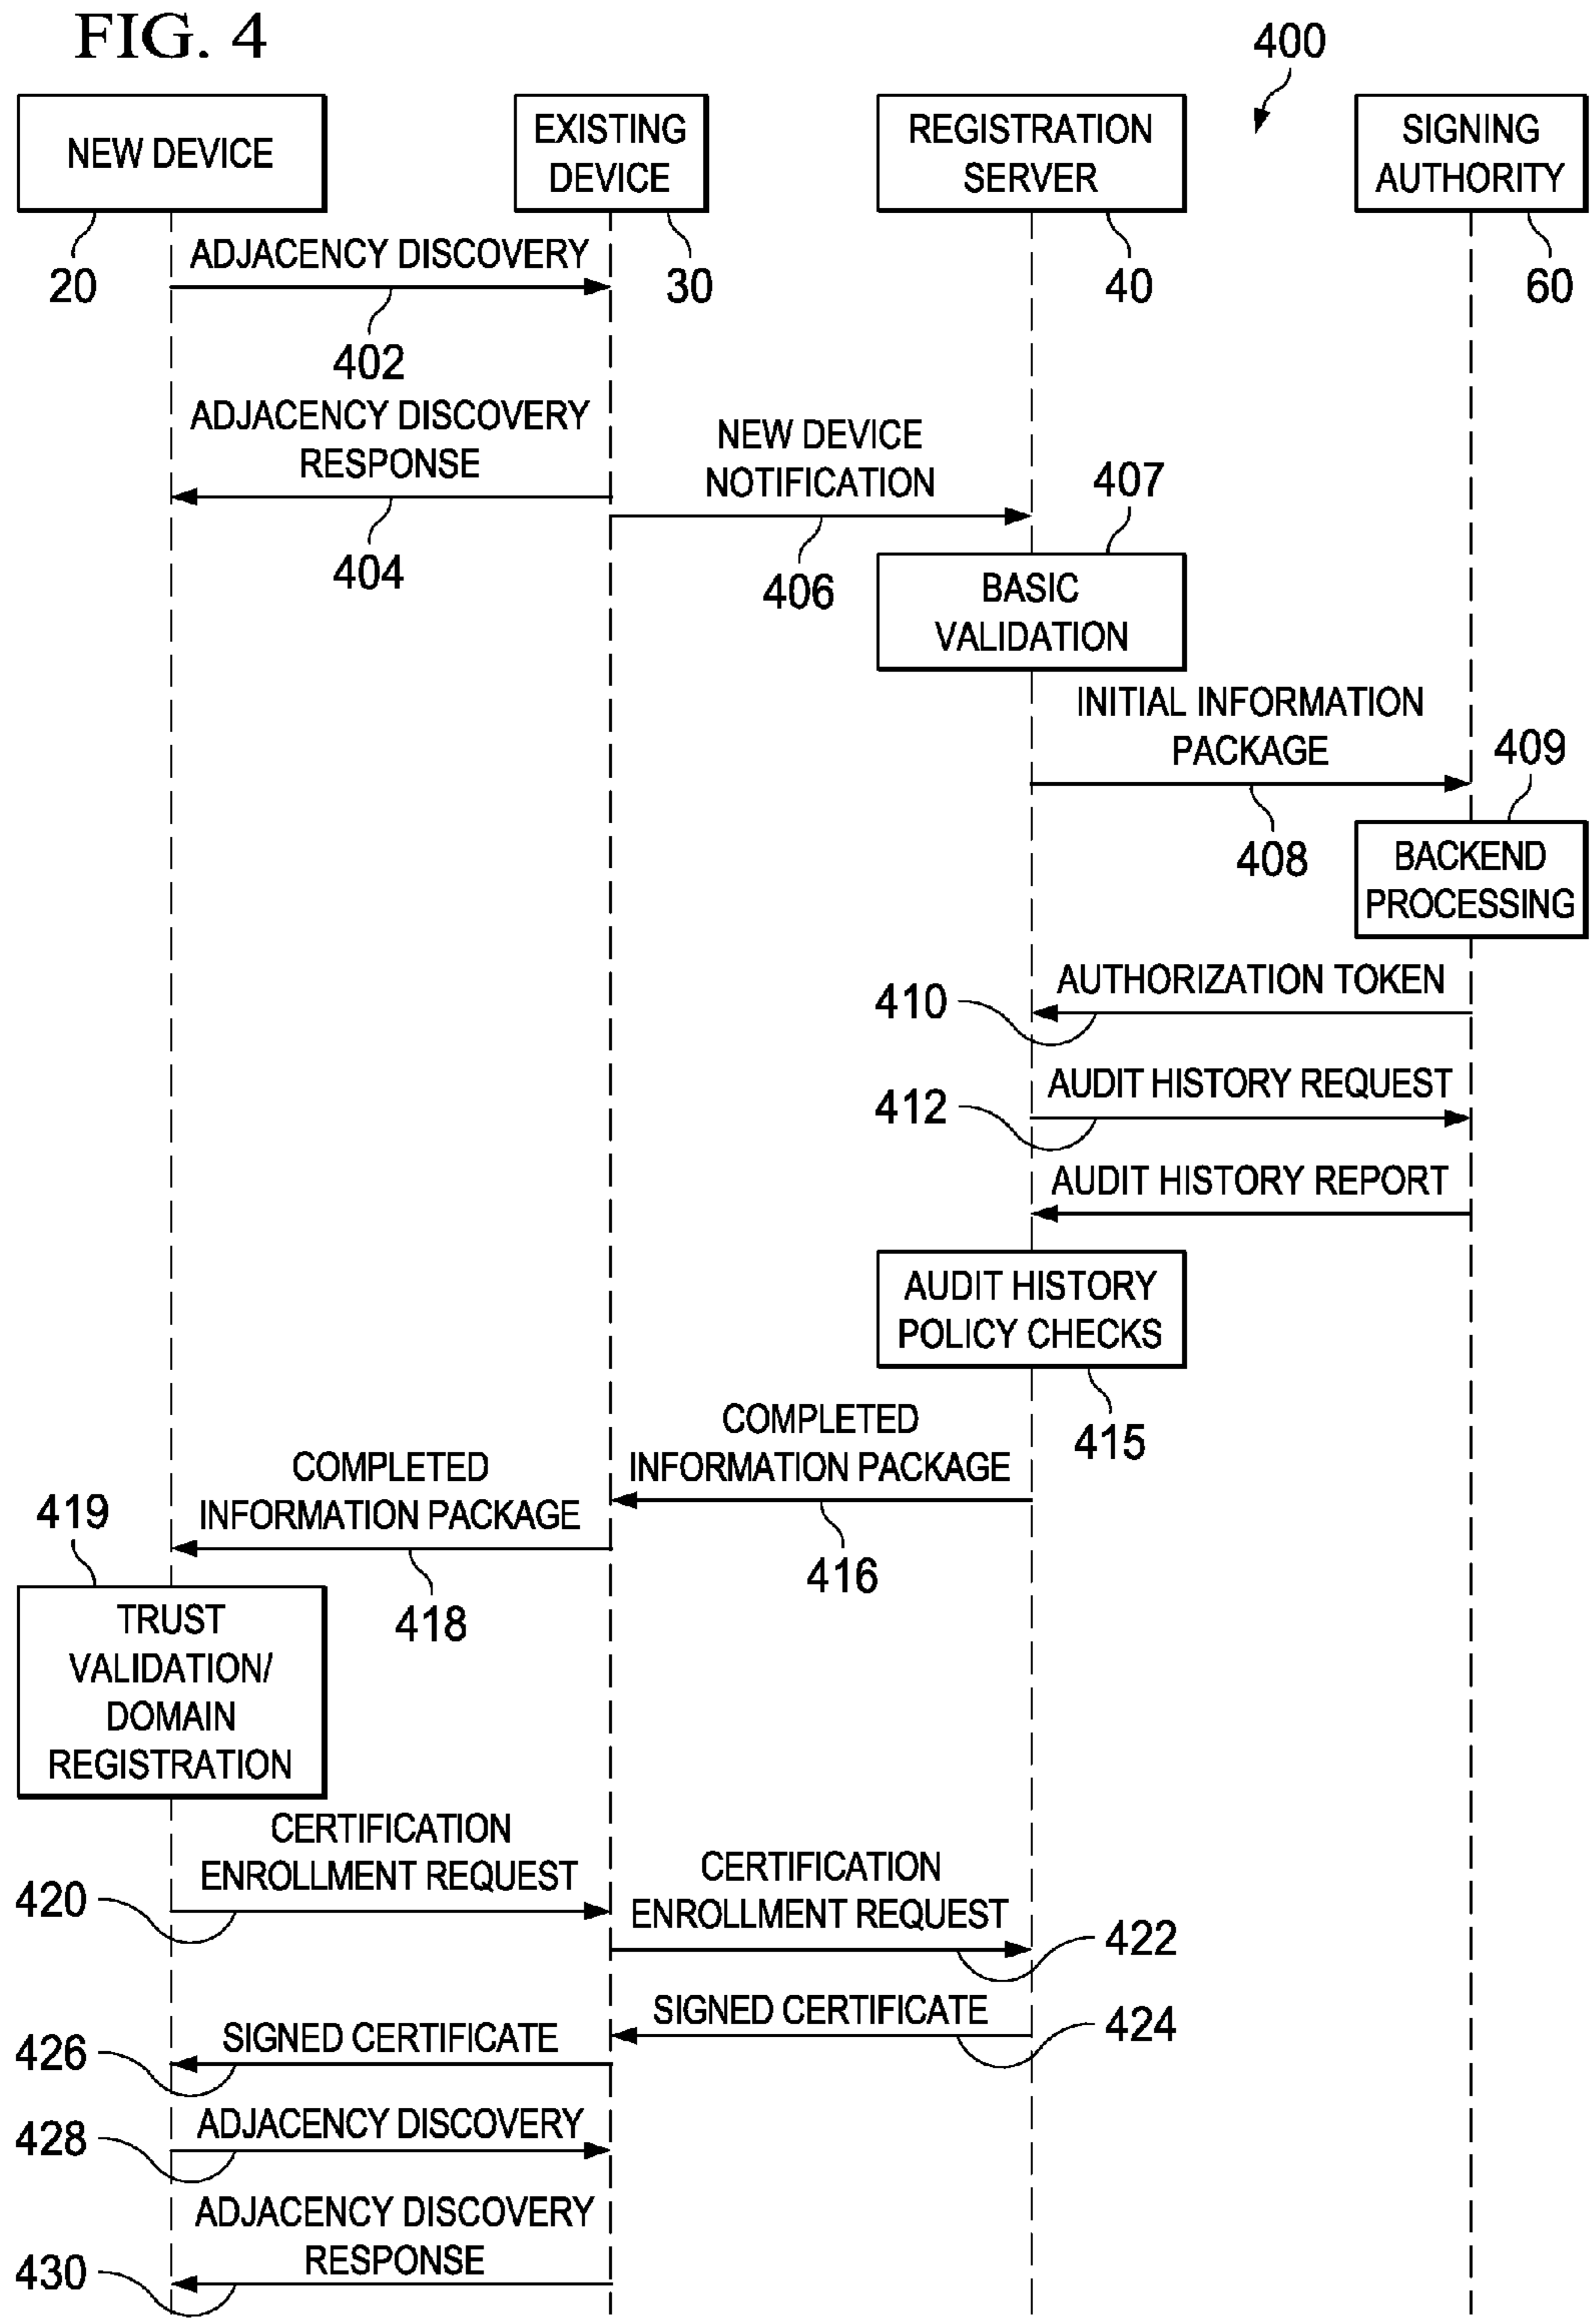 FIG. 4
400
NEW DEVICE
EXISTING
DEVICE
REGISTRATION
SERVER
SIGNING
AUTHORITY
20
30
40
60
ADJACENCY DISCOVERY
402
ADJACENCY DISCOVERY
RESPONSE
404
NEW DEVICE
NOTIFICATION
406
407
BASIC
VALIDATION
INITIAL INFORMATION
PACKAGE
408
409
BACKEND
PROCESSING
AUTHORIZATION TOKEN
410
AUDIT HISTORY REQUEST
412
AUDIT HISTORY REPORT
AUDIT HISTORY
POLICY CHECKS
415
COMPLETED
INFORMATION PACKAGE
416
COMPLETED
INFORMATION PACKAGE
418
419
TRUST
VALIDATION/
DOMAIN
REGISTRATION
CERTIFICATION
ENROLLMENT REQUEST
420
CERTIFICATION
ENROLLMENT REQUEST
422
SIGNED CERTIFICATE
424
SIGNED CERTIFICATE
426
ADJACENCY DISCOVERY
428
ADJACENCY DISCOVERY
RESPONSE
430